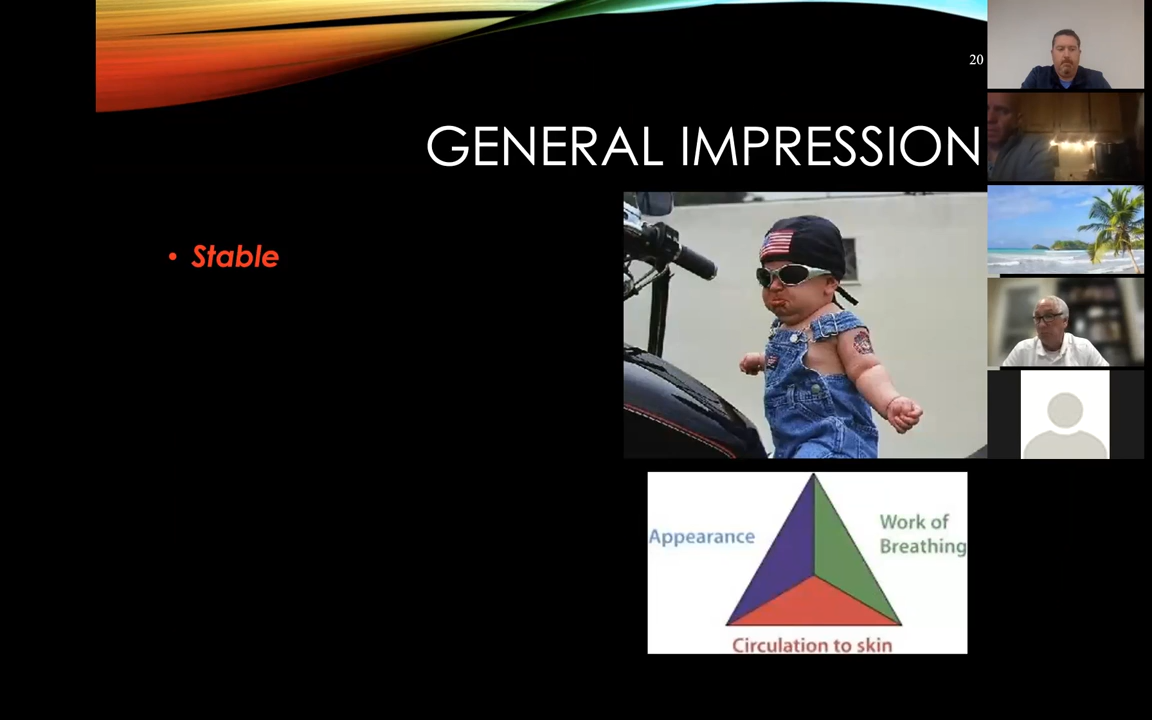 20
GENERAL IMPRESSION
• Stable
Appearance
Work of
Breathing
Circulation to skin